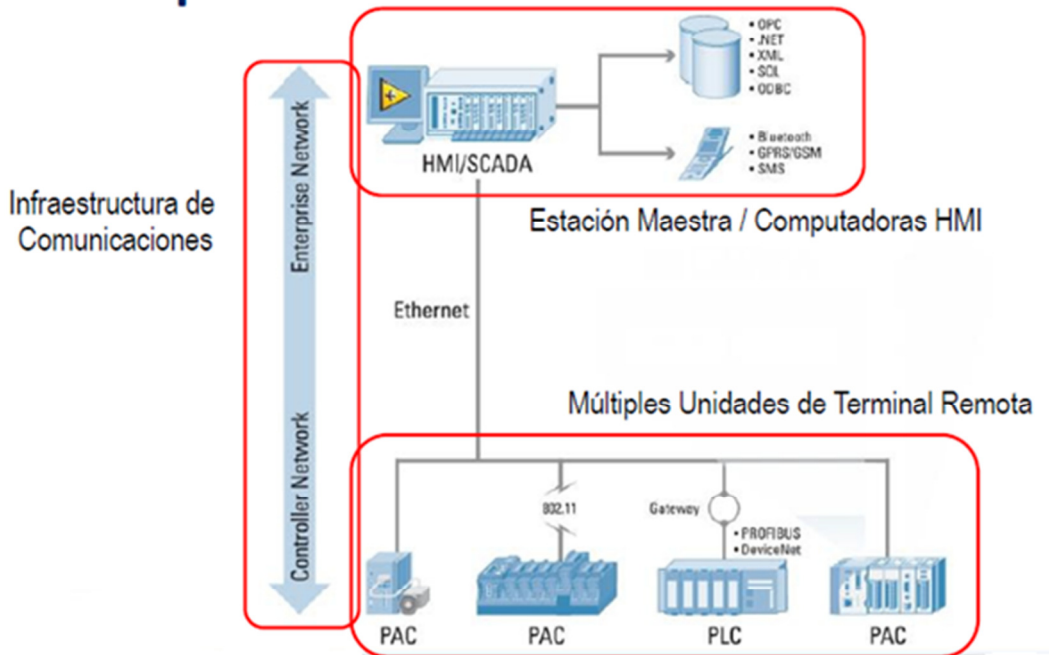 • OPC
• .NET
• XML
• SQL
• ODBC
HMI/SCADA
• Bluetooth
• GPRS/GSM
• SMS
Estación Maestra / Computadoras HMI
Infraestructura de
Comunicaciones
Enterprise Network
Controller Network
Ethernet
Múltiples Unidades de Terminal Remota
802.11
Gateway
• PROFIBUS
• DeviceNet
PAC
PAC
PLC
PAC